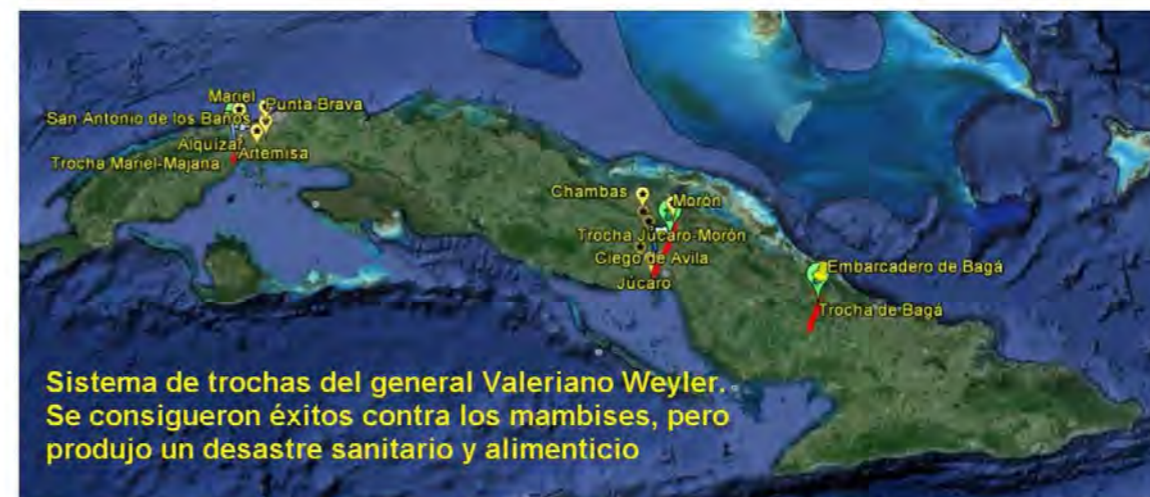 Mariel
Punta Brava
San Antonio de los Baños
Alquízar
Artemisa
Trocha Mariel-Majana
Chambas
Morón
Trocha Júcaro-Morón
Ciego de Avila
Júcaro
Embarcadero de Bagá
Trocha de Bagá
Sistema de trochas del general Valeriano Weyler.
Se consigueron éxitos contra los mambises, pero
produjo un desastre sanitario y alimenticio